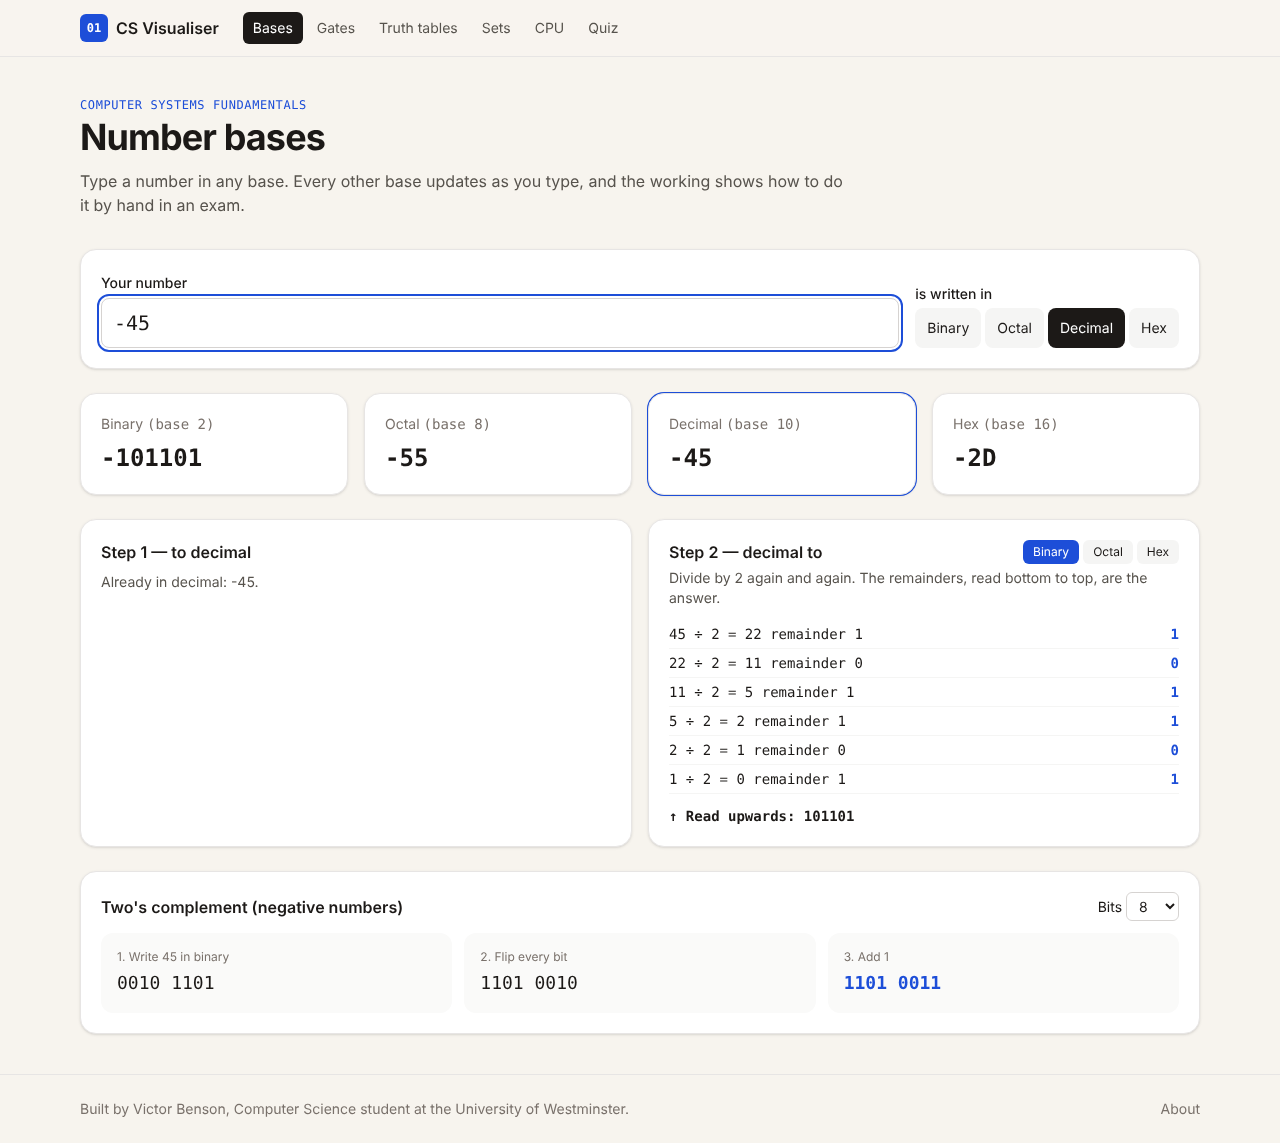 01 CS Visualiser Bases Gates Truth tables Sets CPU Quiz
COMPUTER SYSTEMS FUNDAMENTALS
Number bases
Type a number in any base. Every other base updates as you type, and the working shows how to do
it by hand in an exam.
Your number
is written in
-45
Binary Octal Decimal Hex
Binary (base 2)
-101101
Octal (base 8)
-55
Decimal (base 10)
-45
Hex (base 16)
-2D
Step 1 — to decimal
Already in decimal: -45.
Step 2 — decimal to Binary Octal Hex
Divide by 2 again and again. The remainders, read bottom to top, are the
answer.
45 ÷ 2 = 22 remainder 1 1
22 ÷ 2 = 11 remainder 0 0
11 ÷ 2 = 5 remainder 1 1
5 ÷ 2 = 2 remainder 1 1
2 ÷ 2 = 1 remainder 0 0
1 ÷ 2 = 0 remainder 1 1
↑ Read upwards: 101101
Two's complement (negative numbers) Bits 8
1. Write 45 in binary
0010 1101
2. Flip every bit
1101 0010
3. Add 1
1101 0011
Built by Victor Benson, Computer Science student at the University of Westminster. About